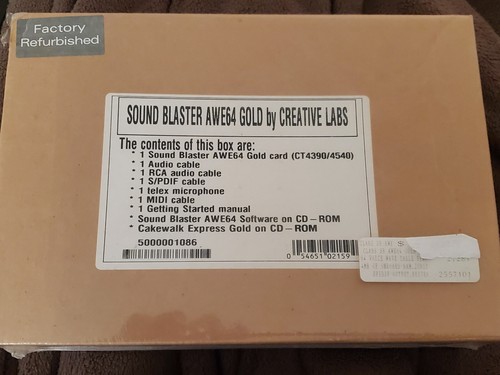 Factory
Refurbished
SOUND BLASTER AWE64 GOLD by CREATIVE LABS
The contents of this box are:
* 1 Sound Blaster AWE64 Gold card (CT4390/4540)
* 1 Audio cable
* 1 RCA audio cable
* 1 S/PDIF cable
* 1 telex microphone
* 1 MIDI cable
* 1 Getting Started manual
* Sound Blaster AWE64 Software on CD-ROM
* Cakewalk Express Gold on CD-ROM
5000001086
0 54651 02159
2557101